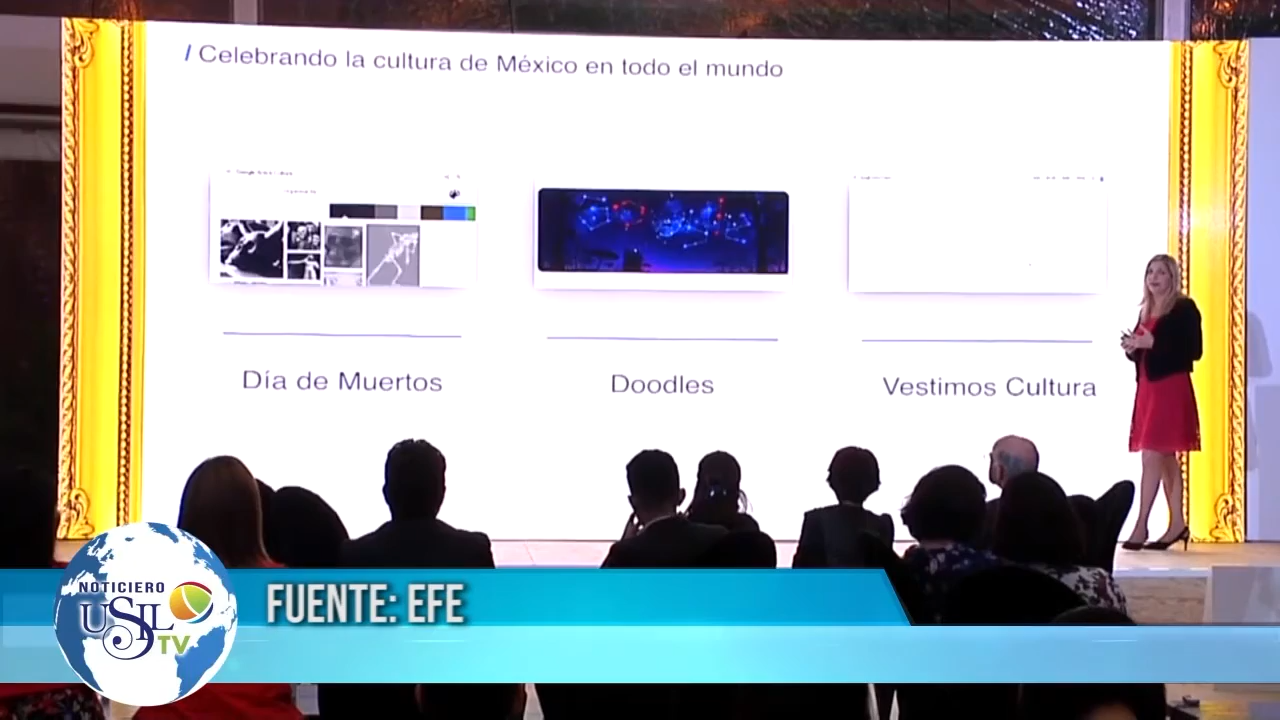 / Celebrando la cultura de México en todo el mundo
Día de Muertos
Doodles
Vestimos Cultura
NOTICIERO
USIL
TV
FUENTE: EFE